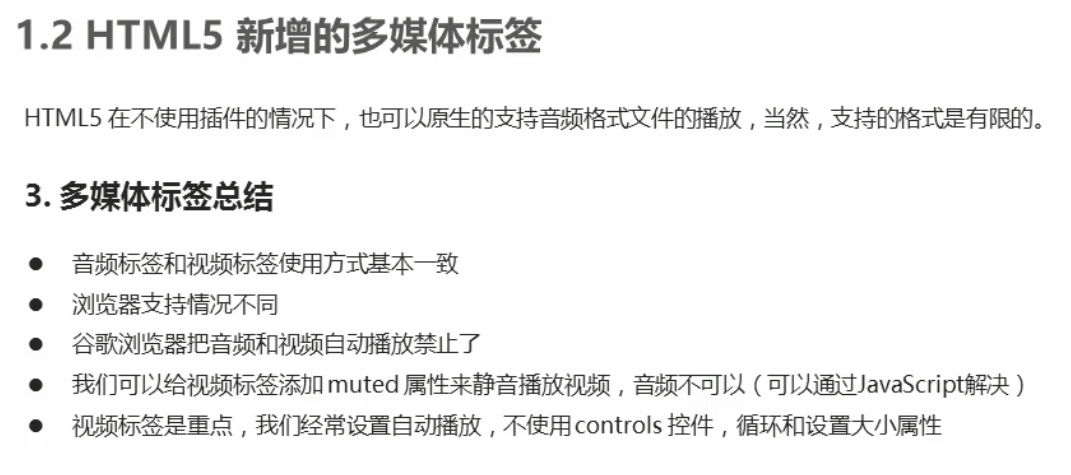 1.2 HTML5 新增的多媒体标签
HTML5 在不使用插件的情况下，也可以原生的支持音频格式文件的播放，当然，支持的格式是有限的。
3. 多媒体标签总结
● 音频标签和视频标签使用方式基本一致
● 浏览器支持情况不同
● 谷歌浏览器把音频和视频自动播放禁止了
● 我们可以给视频标签添加 muted 属性来静音播放视频，音频不可以（可以通过JavaScript解决）
● 视频标签是重点，我们经常设置自动播放，不使用 controls 控件，循环和设置大小属性